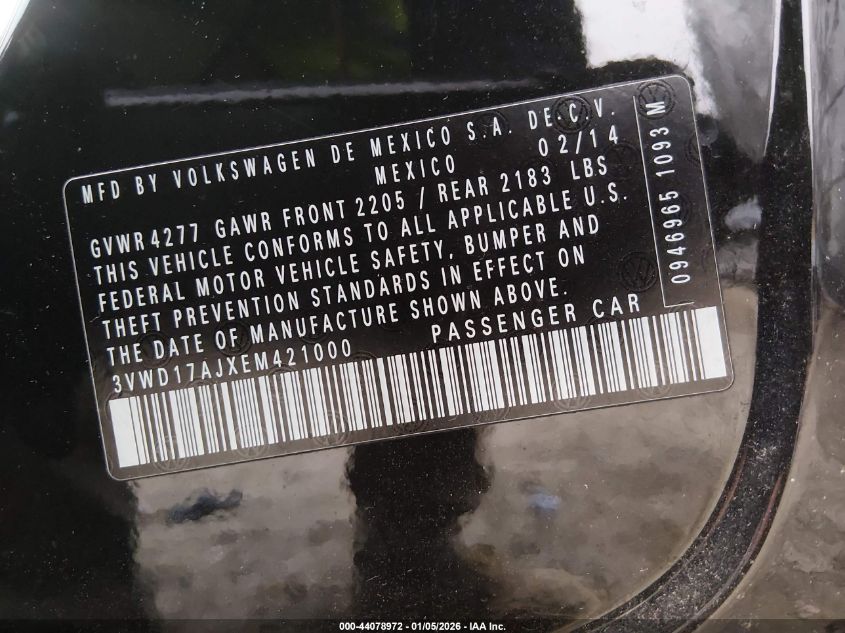 MFD BY VOLKSWAGEN DE MEXICO S.A. DE C.V.
MEXICO 02/14
GVWR 4277 GAWR FRONT 2205 / REAR 2183 LBS
THIS VEHICLE CONFORMS TO ALL APPLICABLE U.S.
FEDERAL MOTOR VEHICLE SAFETY, BUMPER AND
THEFT PREVENTION STANDARDS IN EFFECT ON
THE DATE OF MANUFACTURE SHOWN ABOVE.
3VWD17AJXEM421000 PASSENGER CAR
0946965 1093 M
000-44078972 | 01/05/2026 - IAA Inc.